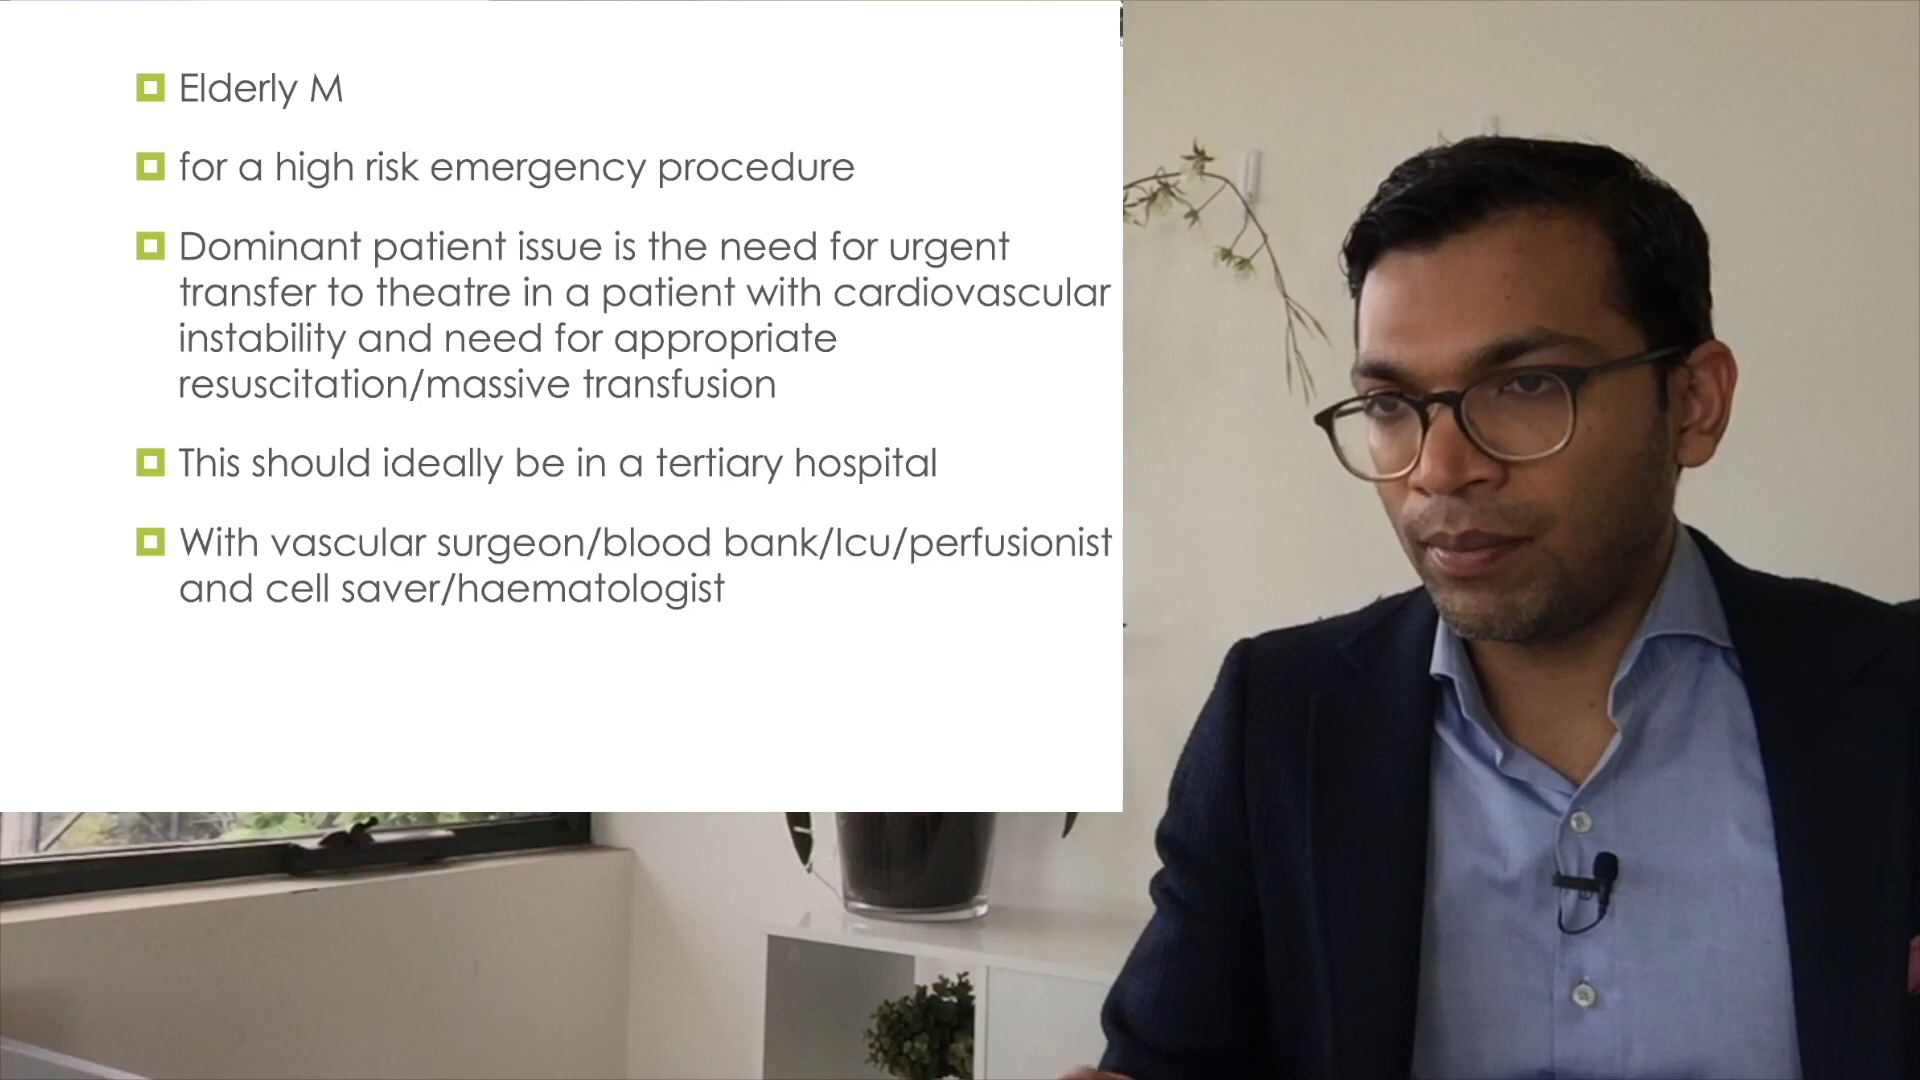 Elderly M
for a high risk emergency procedure
Dominant patient issue is the need for urgent
transfer to theatre in a patient with cardiovascular
instability and need for appropriate
resuscitation/massive transfusion
This should ideally be in a tertiary hospital
With vascular surgeon/blood bank/Icu/perfusionist
and cell saver/haematologist